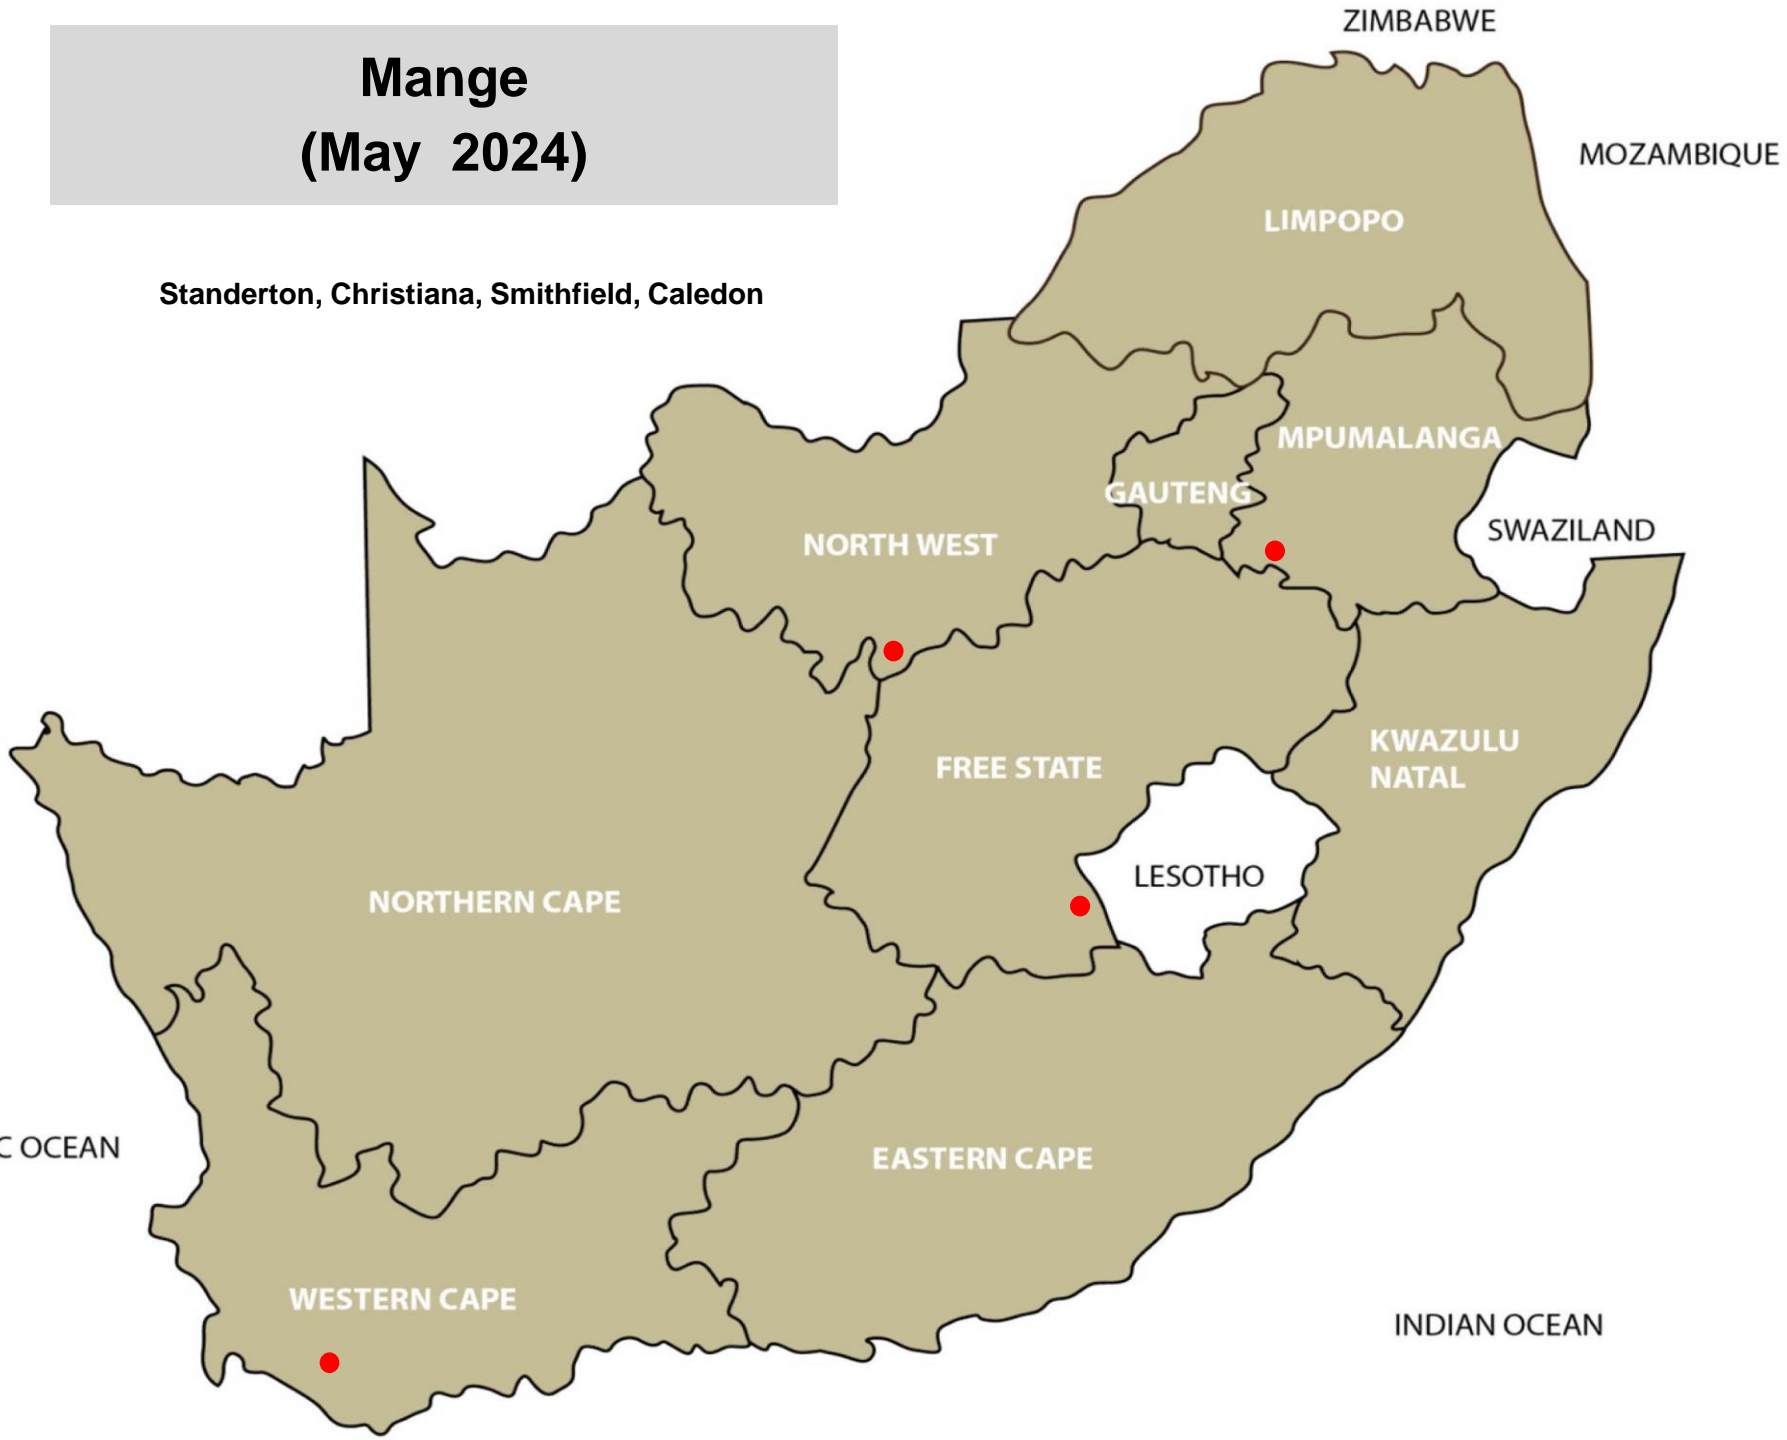 Mange
(May 2024)
Standerton, Christiana, Smithfield, Caledon
ZIMBABWE
MOZAMBIQUE
LIMPOPO
MPUMALANGA
GAUTENG
SWAZILAND
NORTH WEST
KWAZULU
NATAL
FREE STATE
LESOTHO
NORTHERN CAPE
C OCEAN
EASTERN CAPE
WESTERN CAPE
INDIAN OCEAN